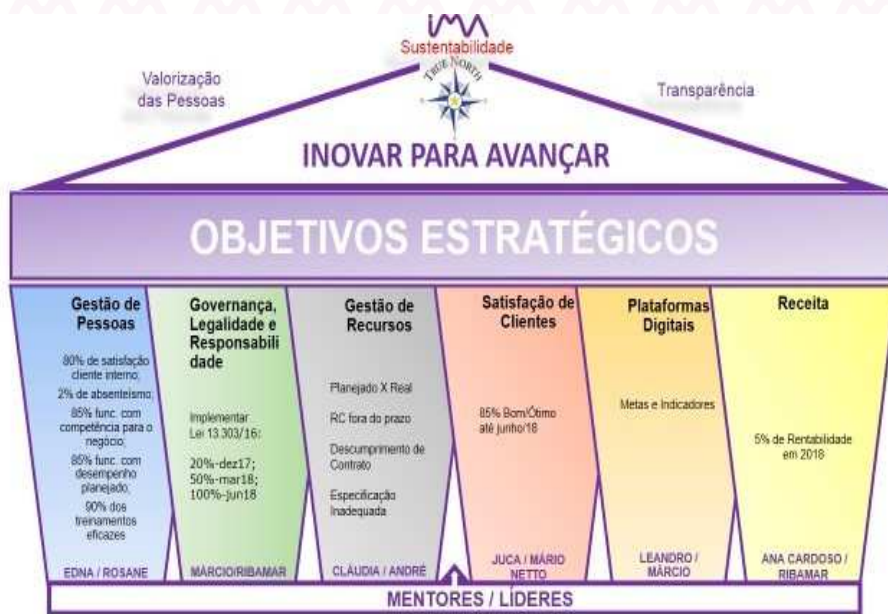 ima
Sustentabilidade
TRUE NORTH
Valorização
das Pessoas
Transparência
INOVAR PARA AVANÇAR
OBJETIVOS ESTRATÉGICOS
Gestão de
Pessoas
80% de satisfação
cliente interno;
2% de absenteísmo;
85% func. com
competência para o
negócio;
85% func. com
desempenho
planejado;
90% dos
treinamentos
eficazes
EDNA / ROSANE
Governança,
Legalidade e
Responsabili
dade
Implementar
Lei 13.303/16:
20%-dez17;
50%-mar18;
100%-jun18
MÁRCIO/RIBAMAR
Gestão de
Recursos
Planejado X Real
RC fora do prazo
Descumprimento de
Contrato
Especificação
Inadequada
CLÁUDIA / ANDRÉ
Satisfação de
Clientes
85% Bom/Ótimo
até junho/18
JUCA / MÁRIO
NETTO
Plataformas
Digitais
Metas e Indicadores
LEANDRO /
MÁRCIO
Receita
5% de Rentabilidade
em 2018
ANA CARDOSO /
RIBAMAR
MENTORES / LÍDERES